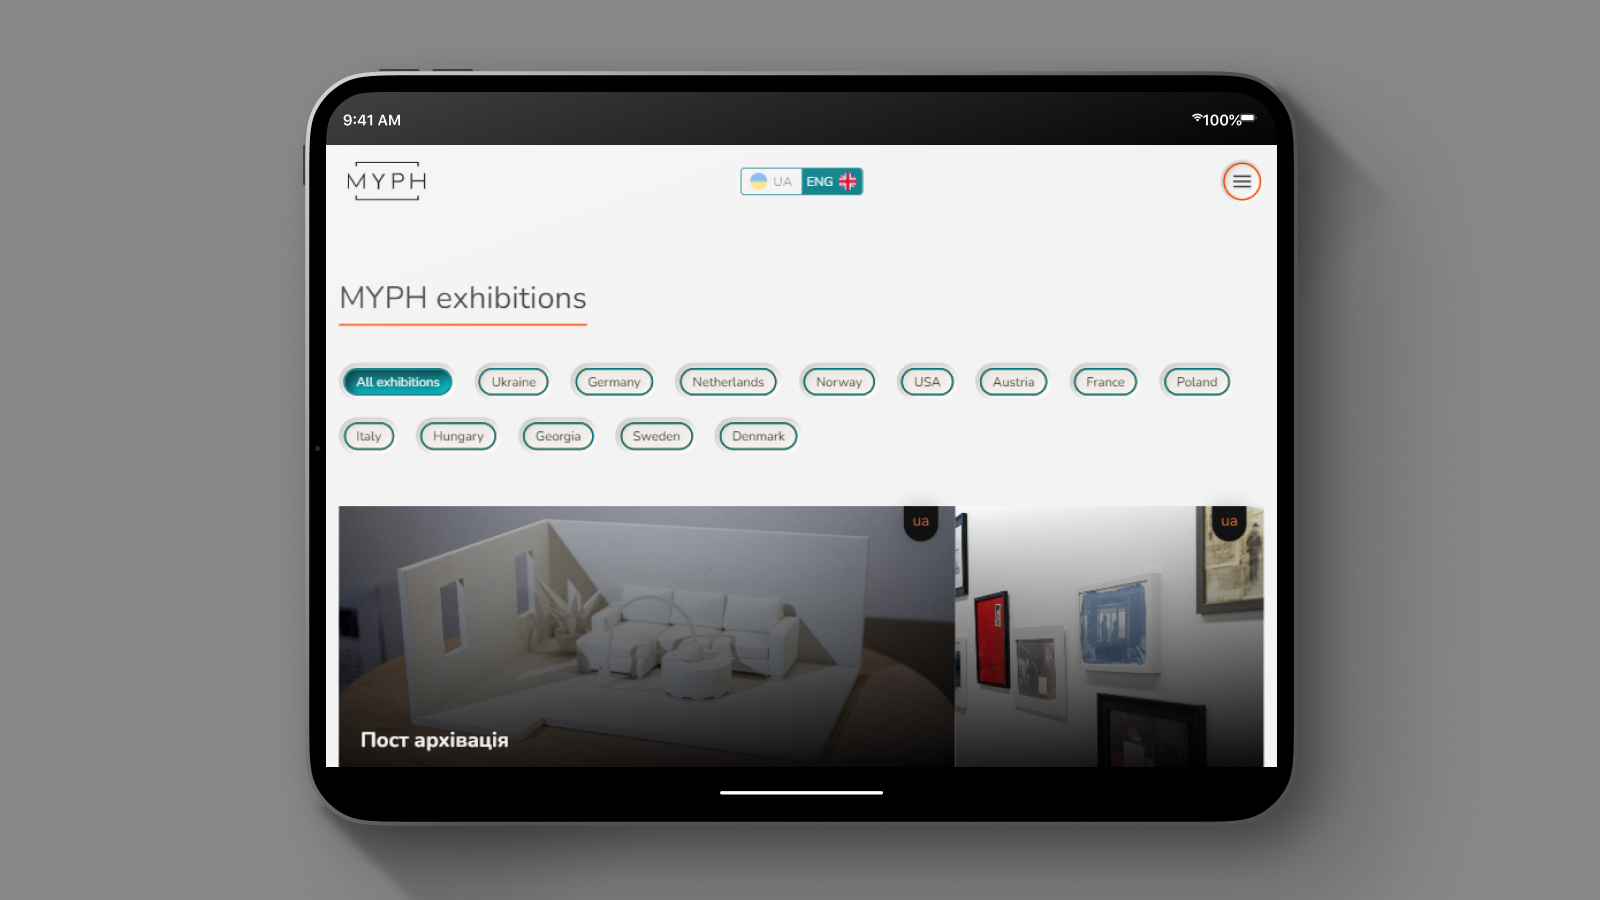 9:41 AM 100%
MYPH UA ENG
MYPH exhibitions
All exhibitions Ukraine Germany Netherlands Norway USA Austria France Poland
Italy Hungary Georgia Sweden Denmark
ua ua
Пост архівація